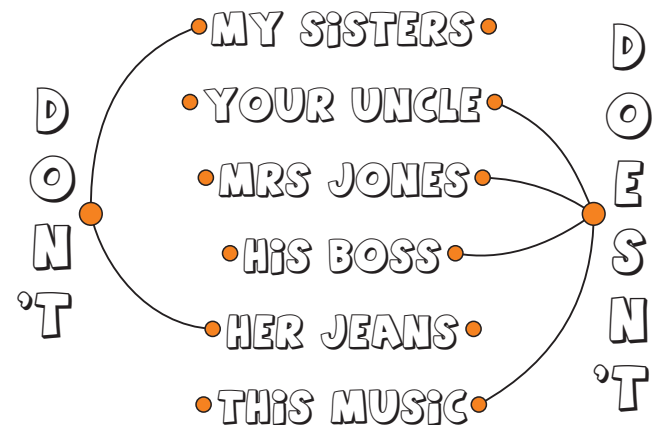 DON'T
MY SiSTERS
YOUR UNCLE
MRS JONES
HiS BOSS
HER JEANS
THiS MUSiC
DOESN'T